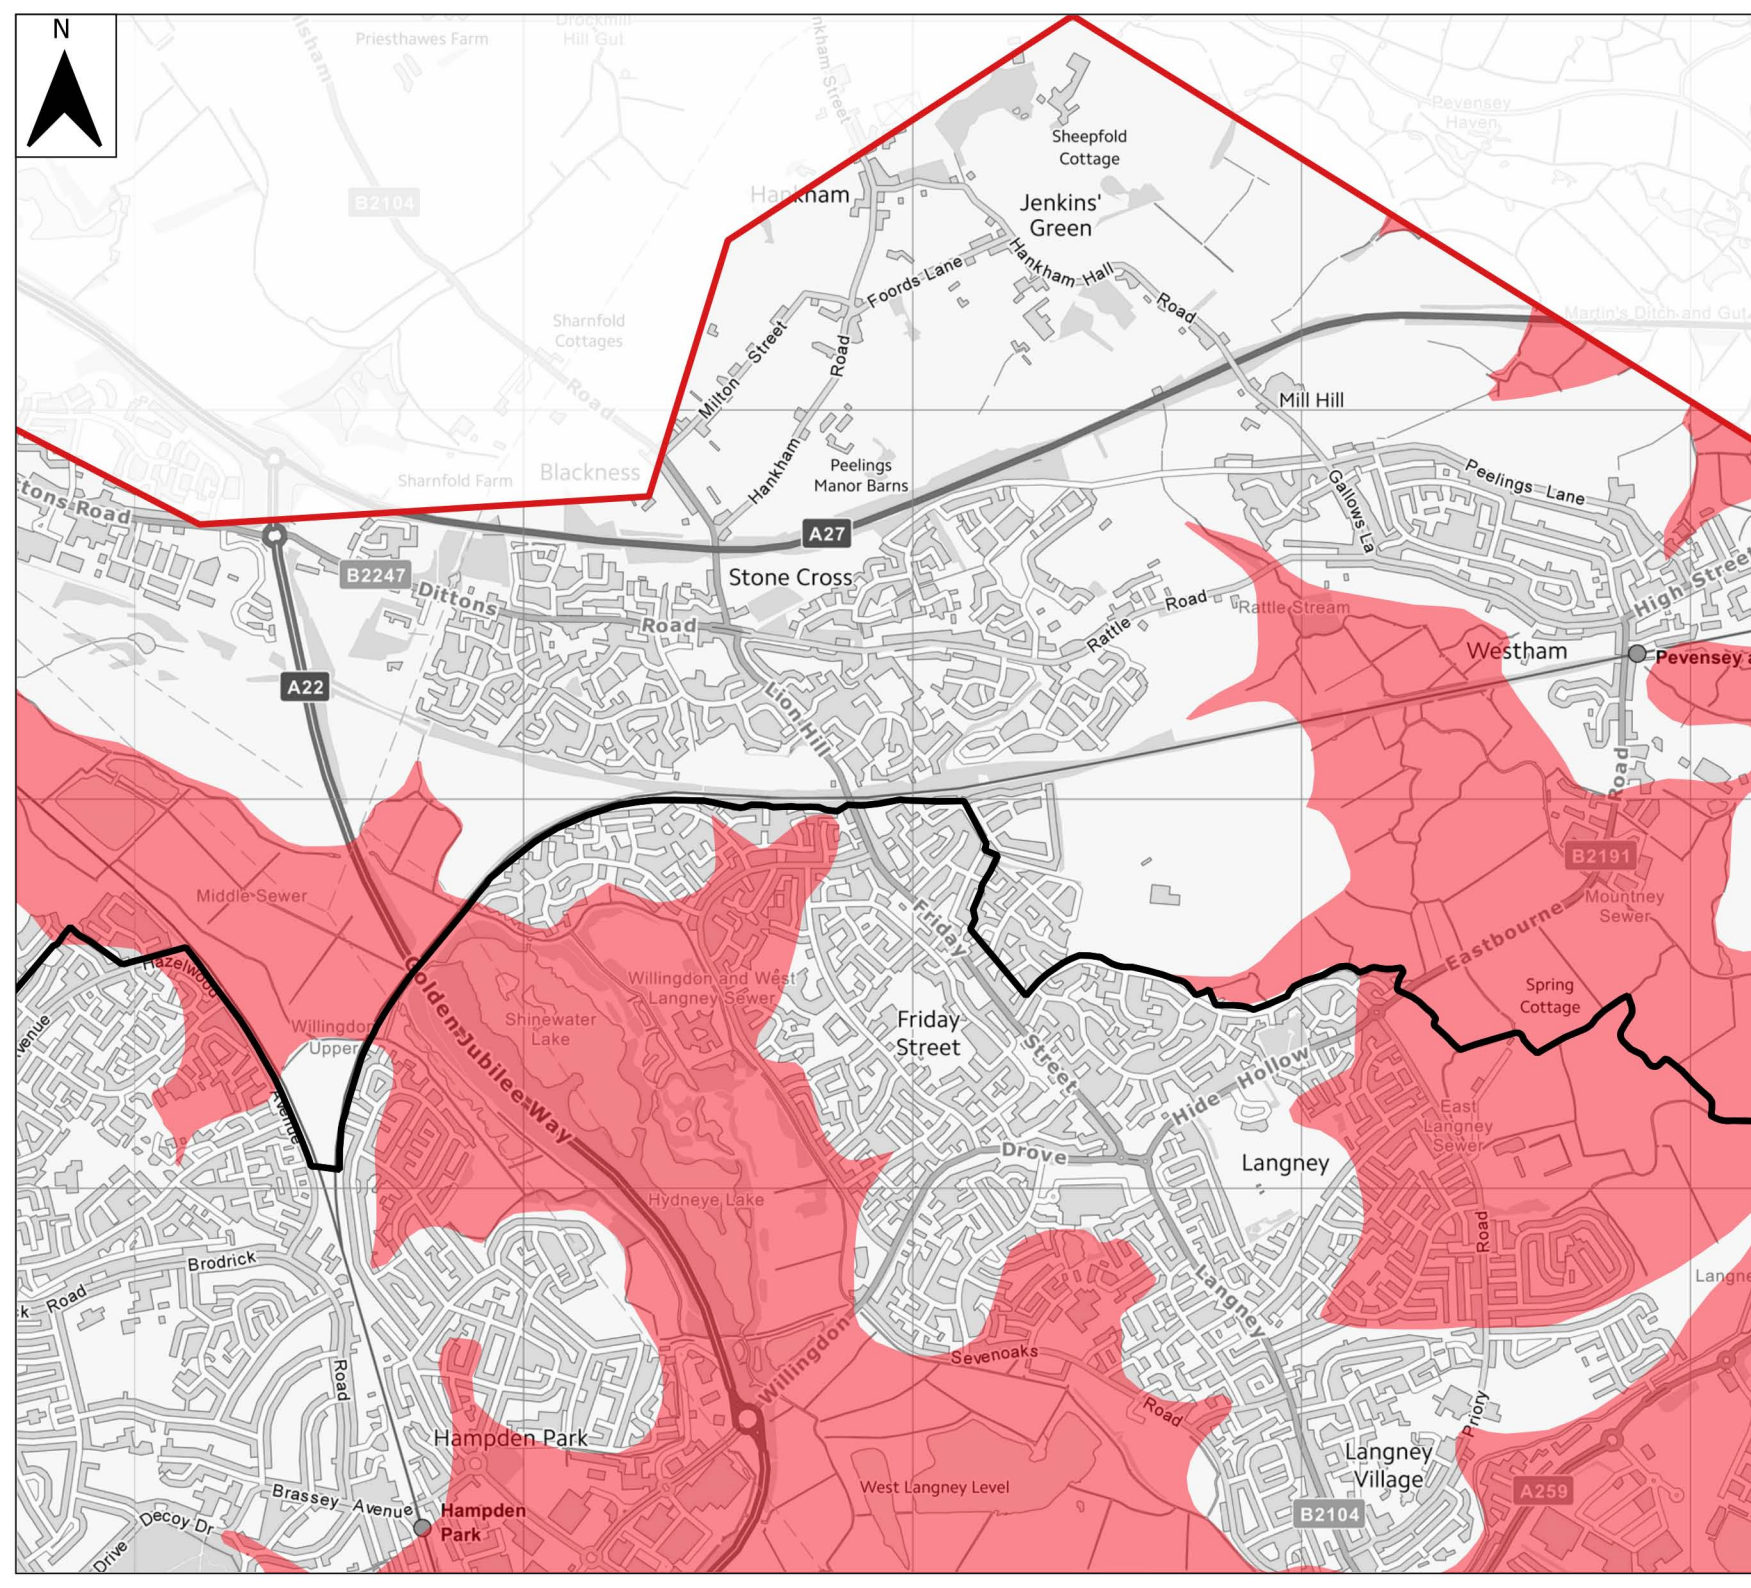 N
Priesthawes Farm
Drockmill
Hill Gut
Pevensey
Haven
B2104
Sheepfold
Cottage
Hankham
Jenkins'
Green
Hankham Hall
Road
Foords Lane
Martin's Ditch and Gut
Sharnfold
Cottages
Road
Milton Street
Road
Hankham
Mill Hill
Peelings
Manor Barns
Sharnfold Farm
Blackness
Peelings Lane
Gallows La
ttons Road
A27
B2247
Stone Cross
Dittons
Road
Rattle
Road
Rattle Stream
High Street
Westham
Pevensey a
A22
Lion Hill
Road
B2191
Middle Sewer
Mountney
Sewer
Friday
Street
Eastbourne
Hazelwood
Avenue
Golden Jubilee Way
Willingdon and West
Langney Sewer
Spring
Cottage
Shinewater
Lake
Willingdon
Upper
venue
Friday
Street
Hide
Hollow
East
Langney
Sewer
Drove
Langney
Hydneye Lake
Road
Brodrick
k Road
Langne
Langney
Willingdon
Sevenoaks
Road
Road
Priory
Hampden Park
Langney
Village
West Langney Level
A259
Brassey Avenue
Hampden
Park
B2104
Decoy Dr
Drive